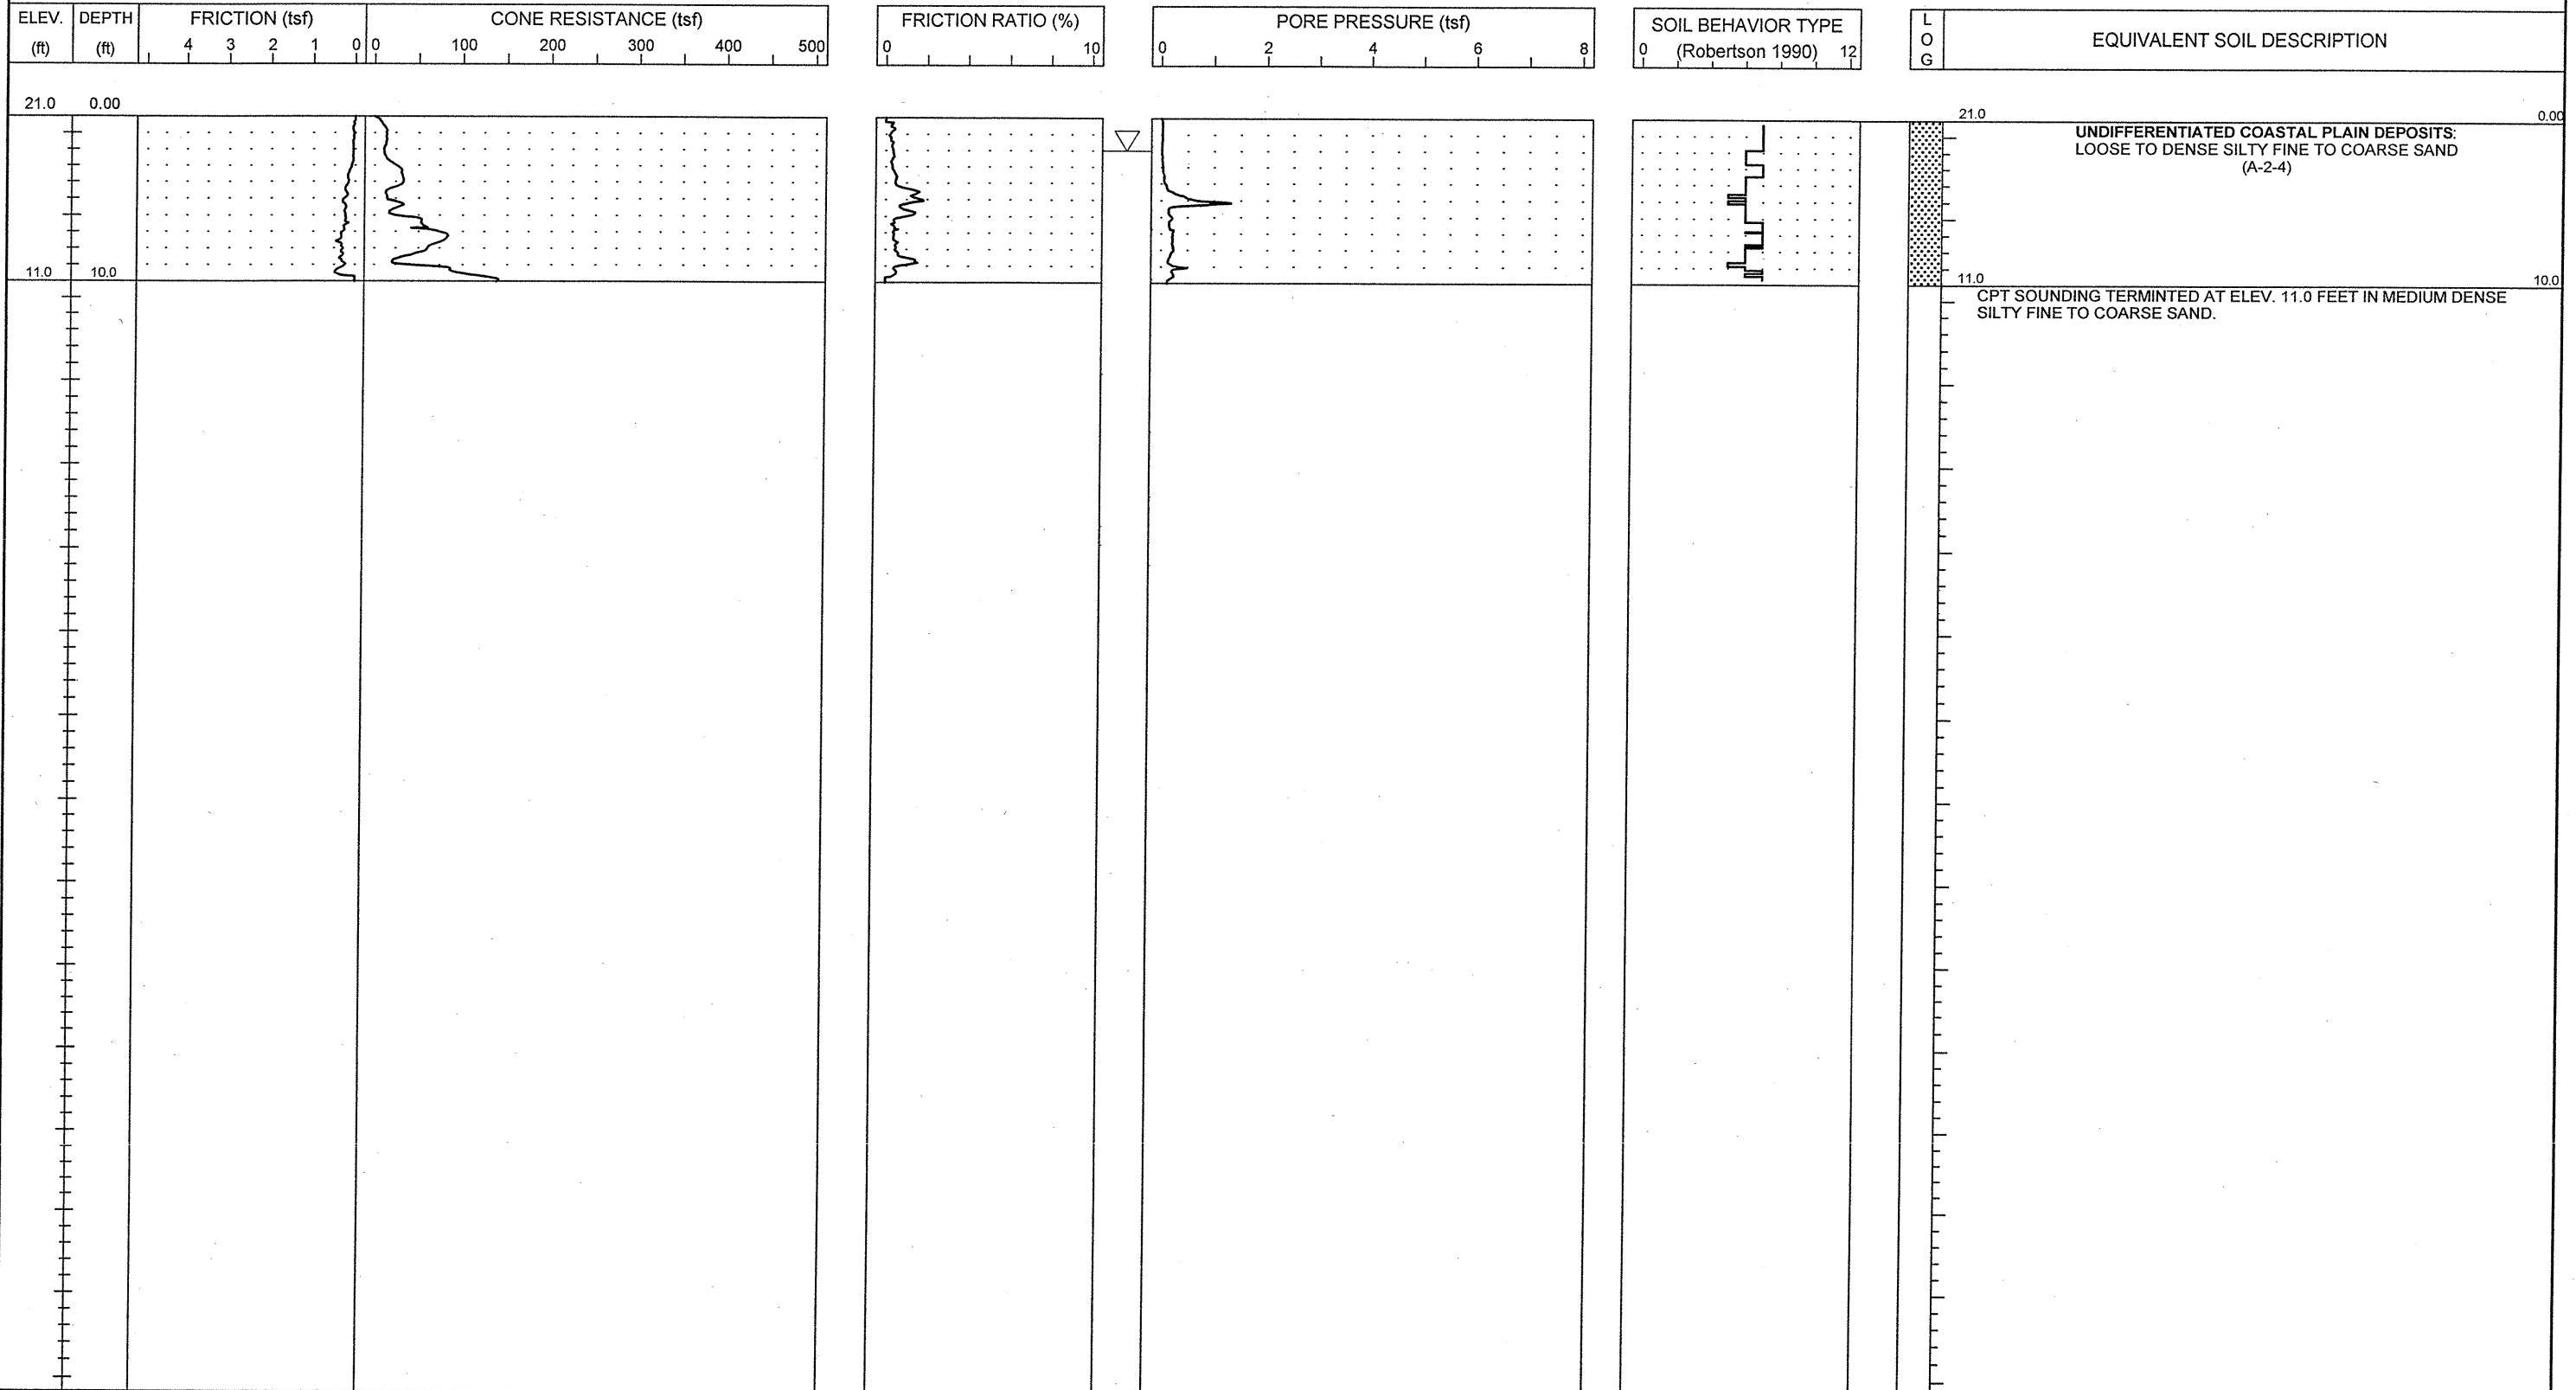 ELEV. DEPTH FRICTION (tsf) CONE RESISTANCE (tsf) FRICTION RATIO (%) PORE PRESSURE (tsf) SOIL BEHAVIOR TYPE
(ft) (ft) 4 3 2 1 0 0 100 200 300 400 500 0 10 0 2 4 6 8 0 (Robertson 1990) 12
L
O
G
EQUIVALENT SOIL DESCRIPTION
21.0 0.00
21.0 0.00
UNDIFFERENTIATED COASTAL PLAIN DEPOSITS:
LOOSE TO DENSE SILTY FINE TO COARSE SAND
(A-2-4)
11.0 10.0
11.0 10.0
CPT SOUNDING TERMINTED AT ELEV. 11.0 FEET IN MEDIUM DENSE
SILTY FINE TO COARSE SAND.